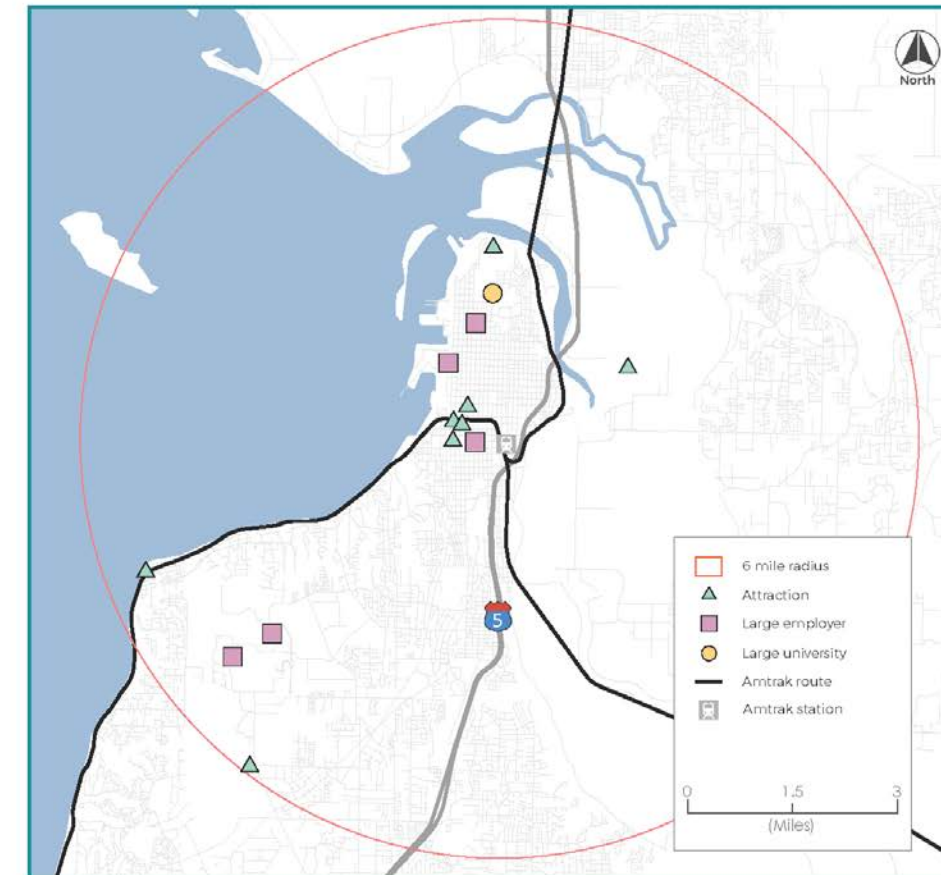 North
5
6 mile radius
Attraction
Large employer
Large university
Amtrak route
Amtrak station
0 1.5 3
(Miles)